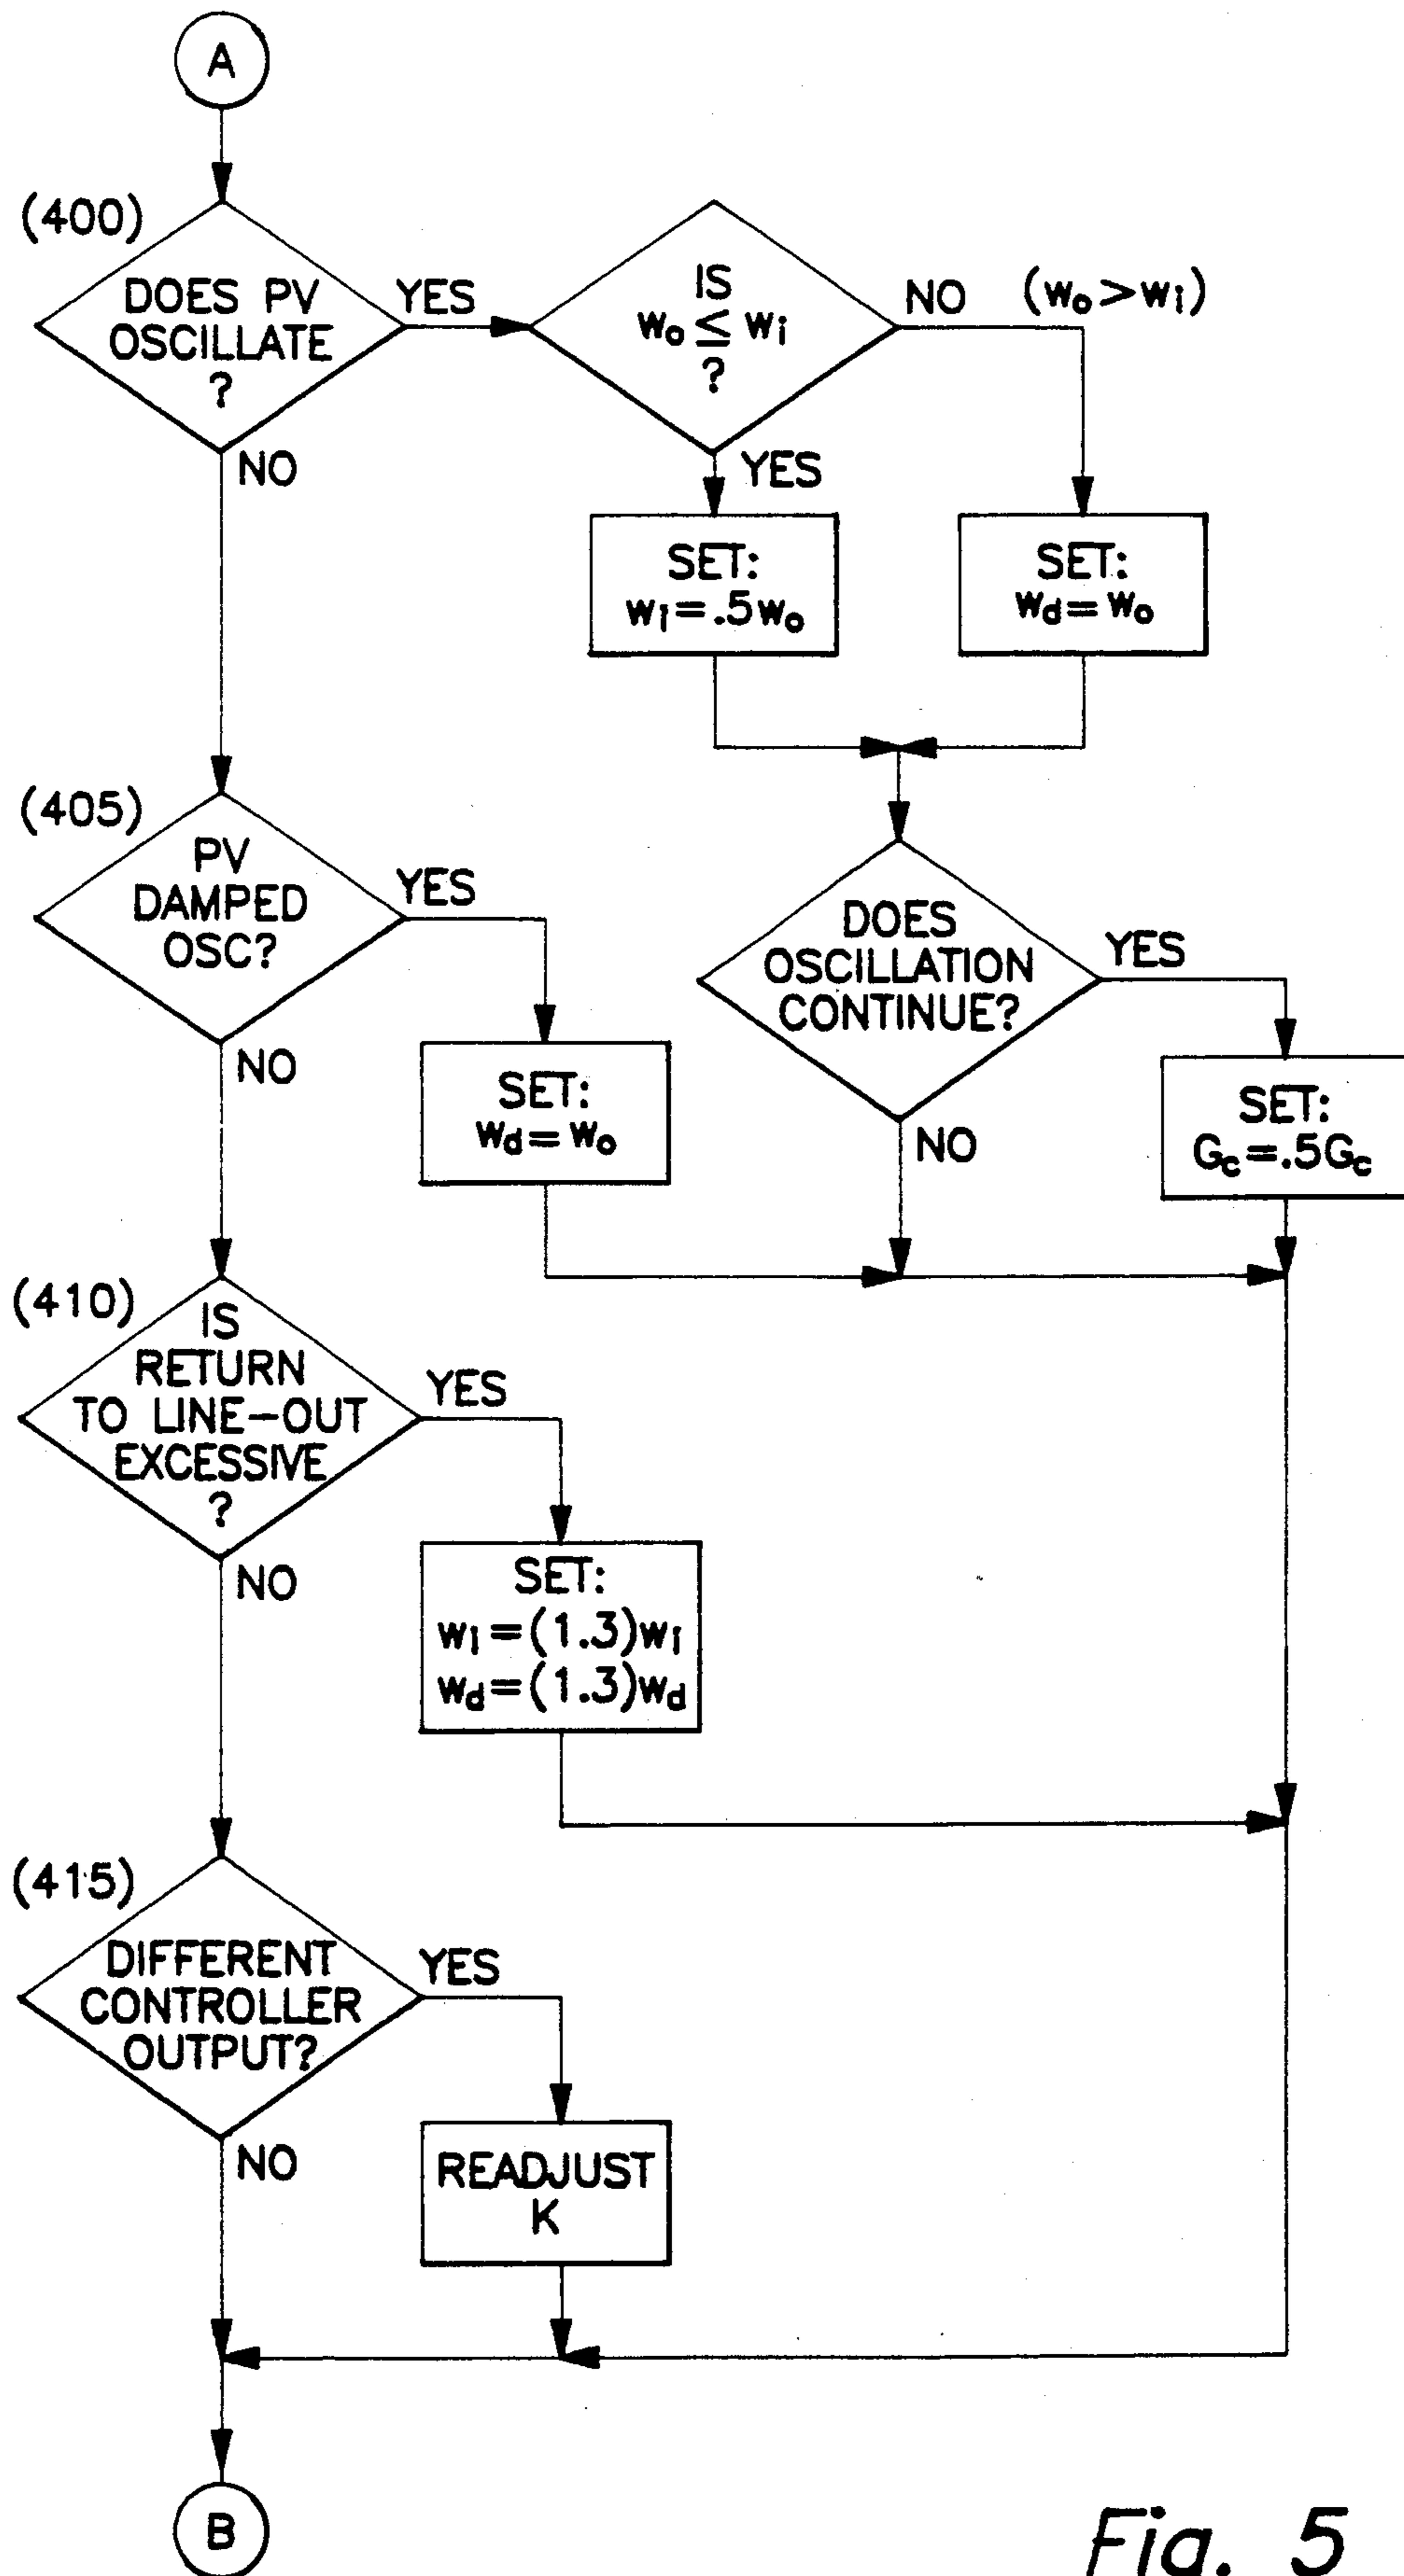 A
(400)
DOES PV
OSCILLATE
?
YES
NO
IS
wo ≤ wi
?
NO
(wo>wi)
YES
SET:
wi=.5wo
SET:
wd=wo
(405)
PV
DAMPED
OSC?
YES
NO
SET:
wd=wo
DOES
OSCILLATION
CONTINUE?
YES
NO
SET:
Gc=.5Gc
(410)
IS
RETURN
TO LINE-OUT
EXCESSIVE
?
YES
NO
SET:
wi=(1.3)wi
wd=(1.3)wd
(415)
DIFFERENT
CONTROLLER
OUTPUT?
YES
NO
READJUST
K
B
Fig. 5